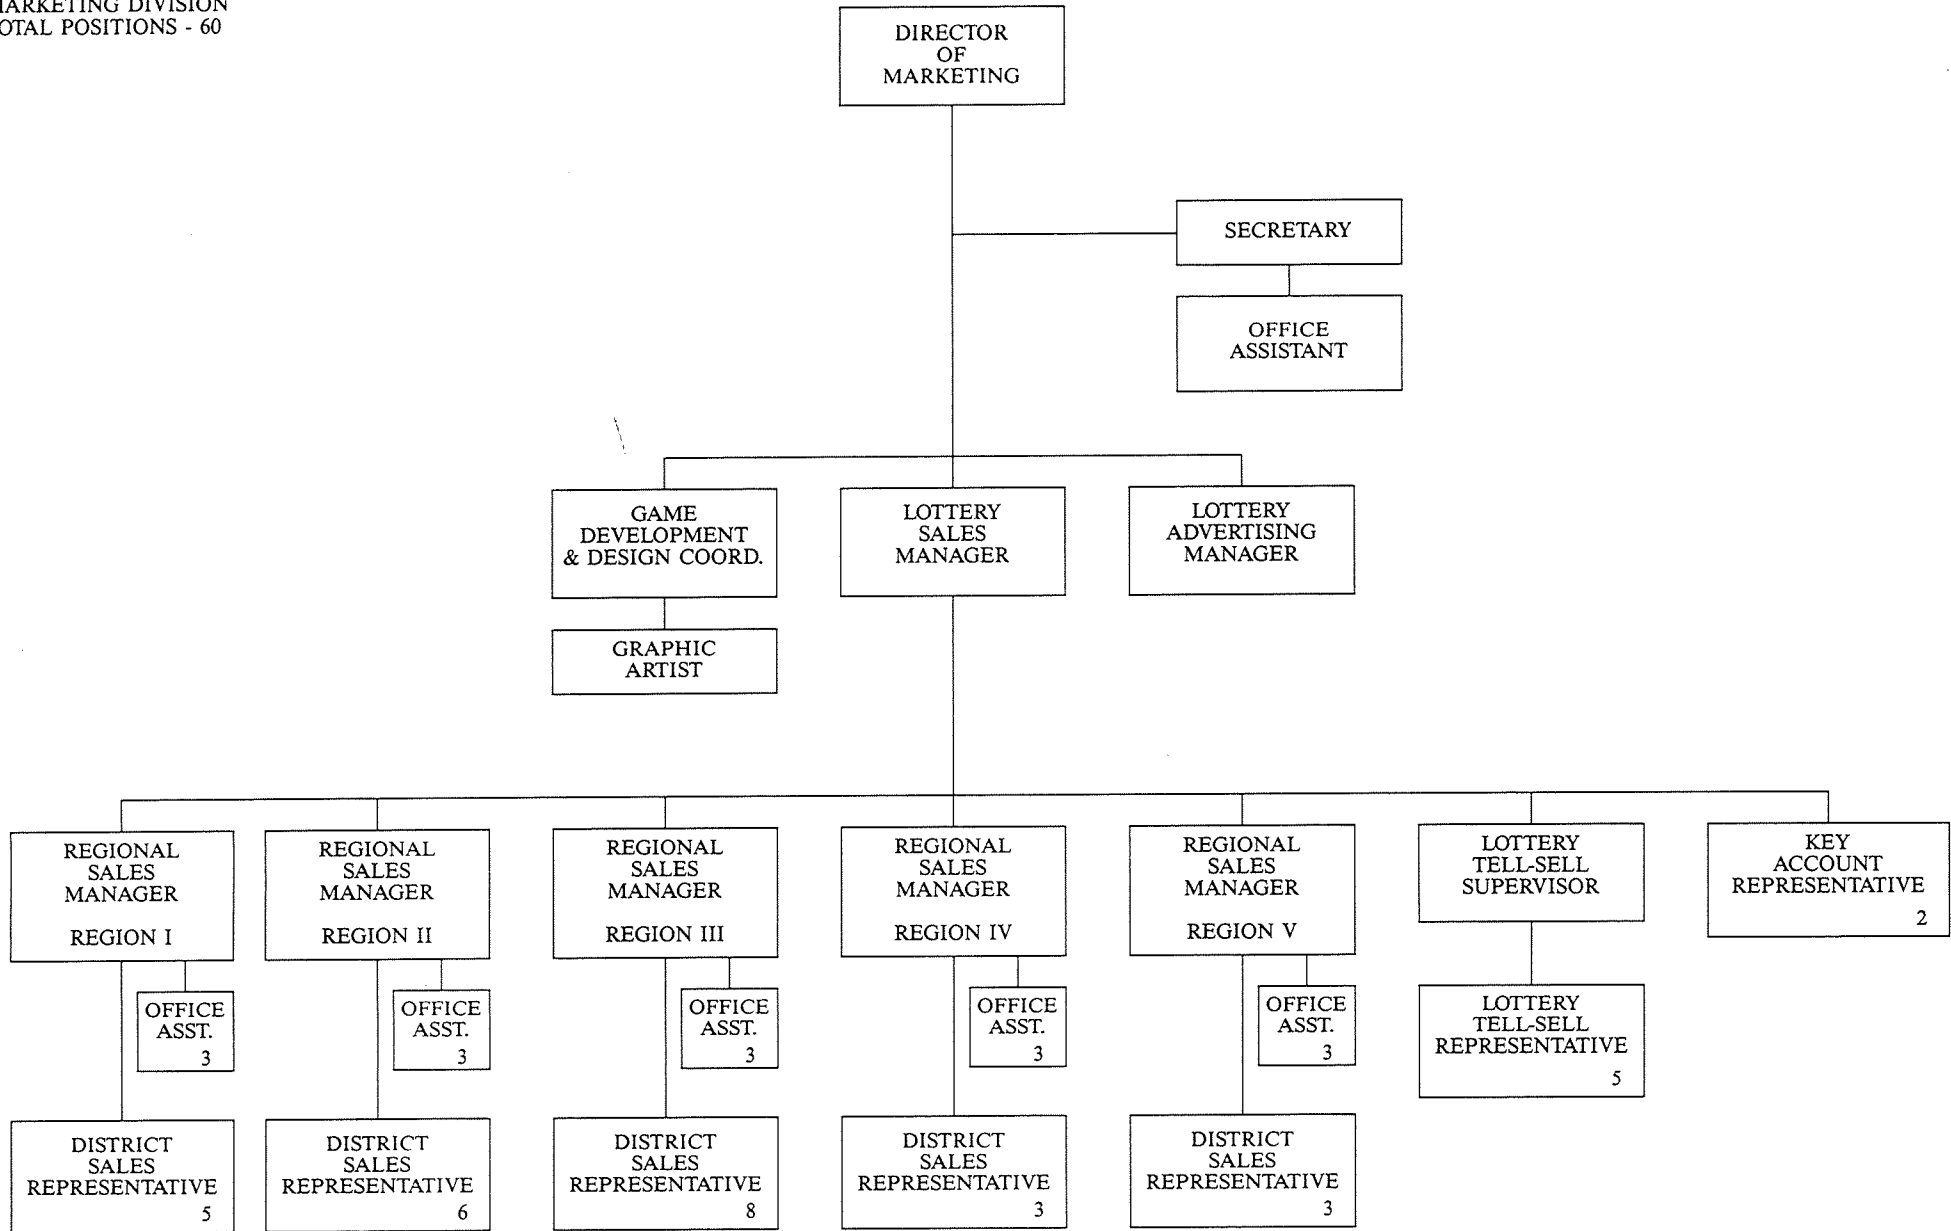 MARKETING DIVISION
OTAL POSITIONS - 60
DIRECTOR
OF
MARKETING
SECRETARY
OFFICE
ASSISTANT
GAME
DEVELOPMENT
& DESIGN COORD.
LOTTERY
SALES
MANAGER
LOTTERY
ADVERTISING
MANAGER
GRAPHIC
ARTIST
REGIONAL
SALES
MANAGER
REGION I
REGIONAL
SALES
MANAGER
REGION II
REGIONAL
SALES
MANAGER
REGION III
REGIONAL
SALES
MANAGER
REGION IV
REGIONAL
SALES
MANAGER
REGION V
LOTTERY
TELL-SELL
SUPERVISOR
KEY
ACCOUNT
REPRESENTATIVE
2
OFFICE
ASST.
3
OFFICE
ASST.
3
OFFICE
ASST.
3
OFFICE
ASST.
3
OFFICE
ASST.
3
LOTTERY
TELL-SELL
REPRESENTATIVE
5
DISTRICT
SALES
REPRESENTATIVE
5
DISTRICT
SALES
REPRESENTATIVE
6
DISTRICT
SALES
REPRESENTATIVE
8
DISTRICT
SALES
REPRESENTATIVE
3
DISTRICT
SALES
REPRESENTATIVE
3